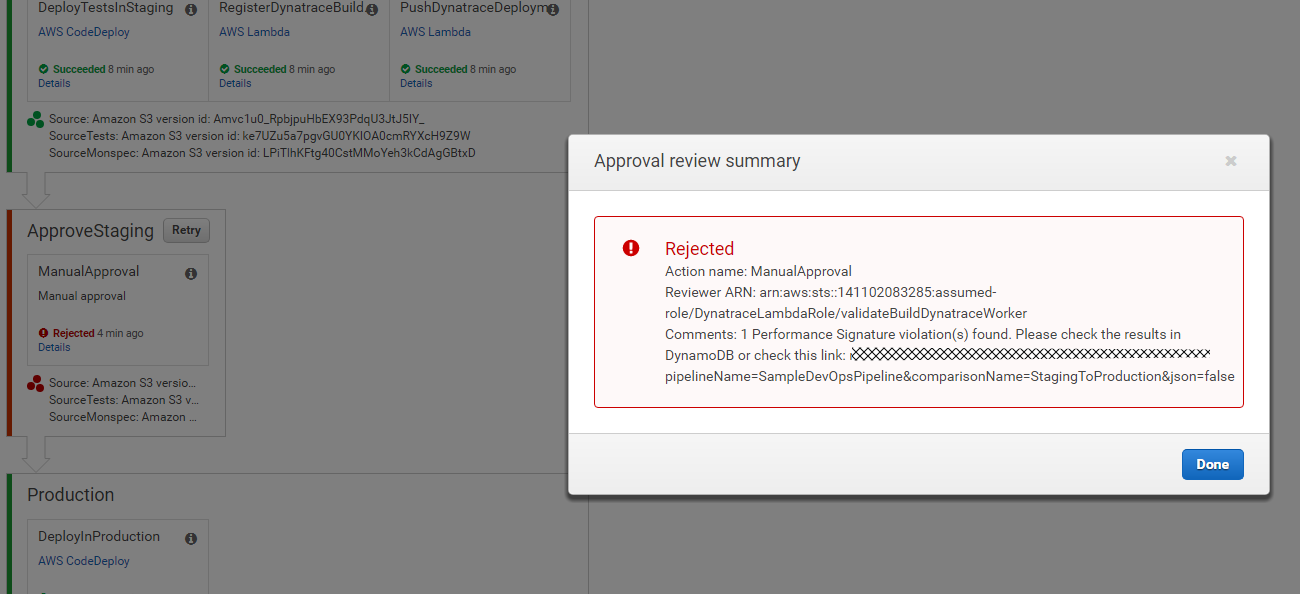 DeployTestsInStaging
AWS CodeDeploy
Succeeded 8 min ago
Details
RegisterDynatraceBuild
AWS Lambda
Succeeded 8 min ago
Details
PushDynatraceDeploym
AWS Lambda
Succeeded 8 min ago
Details
Source: Amazon S3 version id: Amvc1u0_RpbjpuHbEX93PdqU3JtJ5IY_
SourceTests: Amazon S3 version id: ke7UZu5a7pgvGU0YKIOA0cmRYXcH9Z9W
SourceMonspec: Amazon S3 version id: LPiTIhKFtg40CstMMoYeh3kCdAgGBtxD
ApproveStaging
Retry
ManualApproval
Manual approval
Rejected 4 min ago
Details
Source: Amazon S3 versio...
SourceTests: Amazon S3 v...
SourceMonspec: Amazon ...
Production
DeployInProduction
AWS CodeDeploy
Approval review summary
Rejected
Action name: ManualApproval
Reviewer ARN: arn:aws:sts::141102083285:assumed-
role/DynatraceLambdaRole/validateBuildDynatraceWorker
Comments: 1 Performance Signature violation(s) found. Please check the results in
DynamoDB or check this link:
pipelineName=SampleDevOpsPipeline&comparisonName=StagingToProduction&json=false
Done